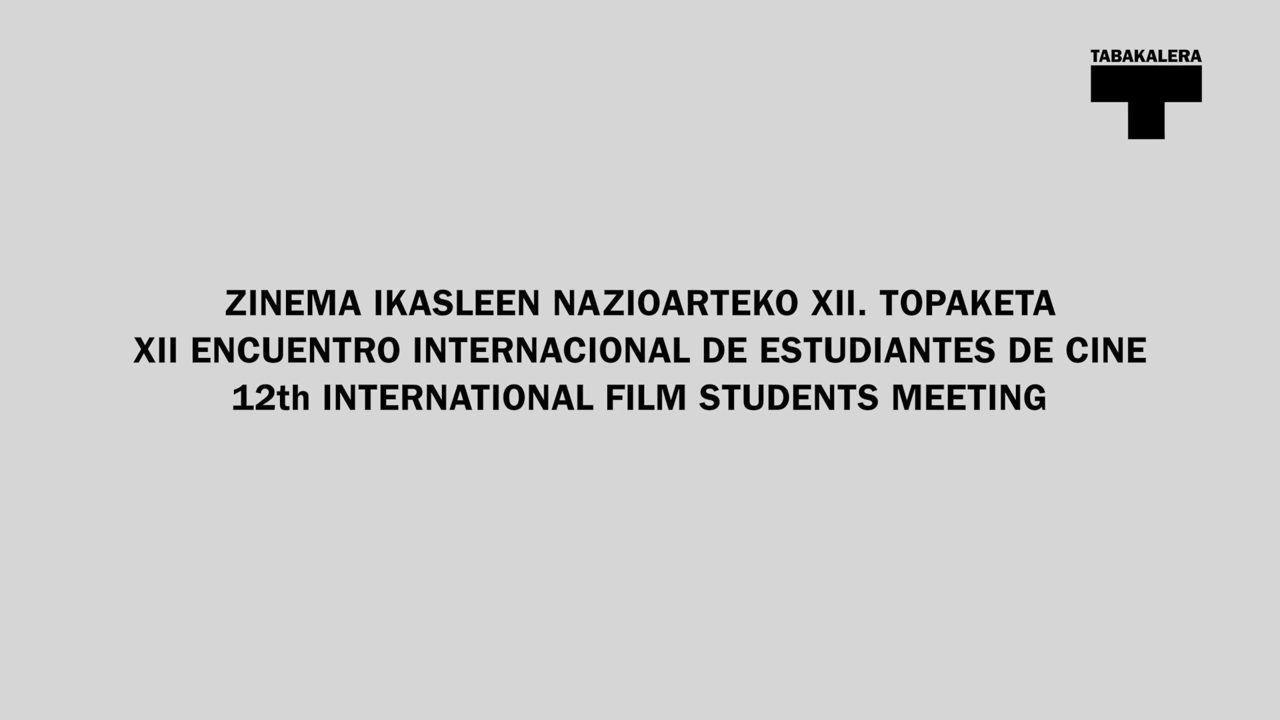 TABAKALERA
ZINEMA IKASLEEN NAZIOARTEKO XII. TOPAKETA
XII ENCUENTRO INTERNACIONAL DE ESTUDIANTES DE CINE
12th INTERNATIONAL FILM STUDENTS MEETING